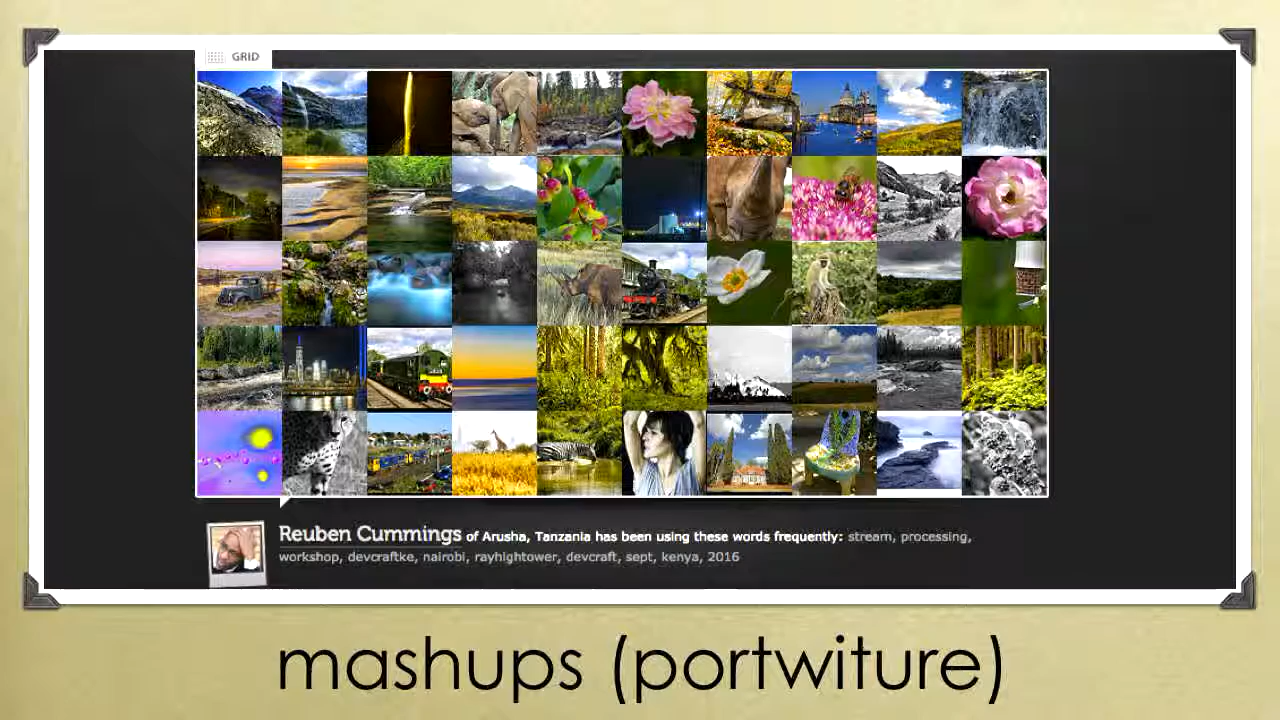 GRID
Reuben Cummings of Arusha, Tanzania has been using these words frequently: stream, processing,
workshop, devcraftke, nairobi, rayhightower, devcraft, sept, kenya, 2016
mashups (portwiture)